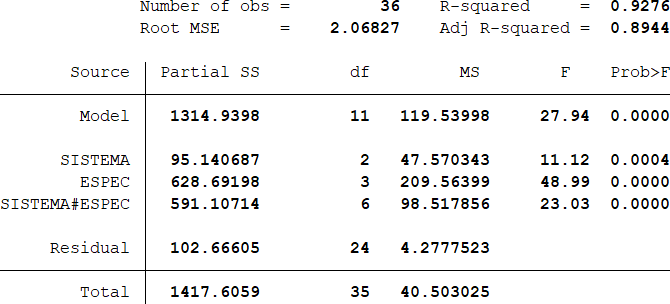 Number of obs = 36 R-squared = 0.9276
Root MSE = 2.06827 Adj R-squared = 0.8944
Source Partial SS df MS F Prob>F
Model 1314.9398 11 119.53998 27.94 0.0000
SISTEMA 95.140687 2 47.570343 11.12 0.0004
ESPEC 628.69198 3 209.56399 48.99 0.0000
SISTEMA#ESPEC 591.10714 6 98.517856 23.03 0.0000
Residual 102.66605 24 4.2777523
Total 1417.6059 35 40.503025